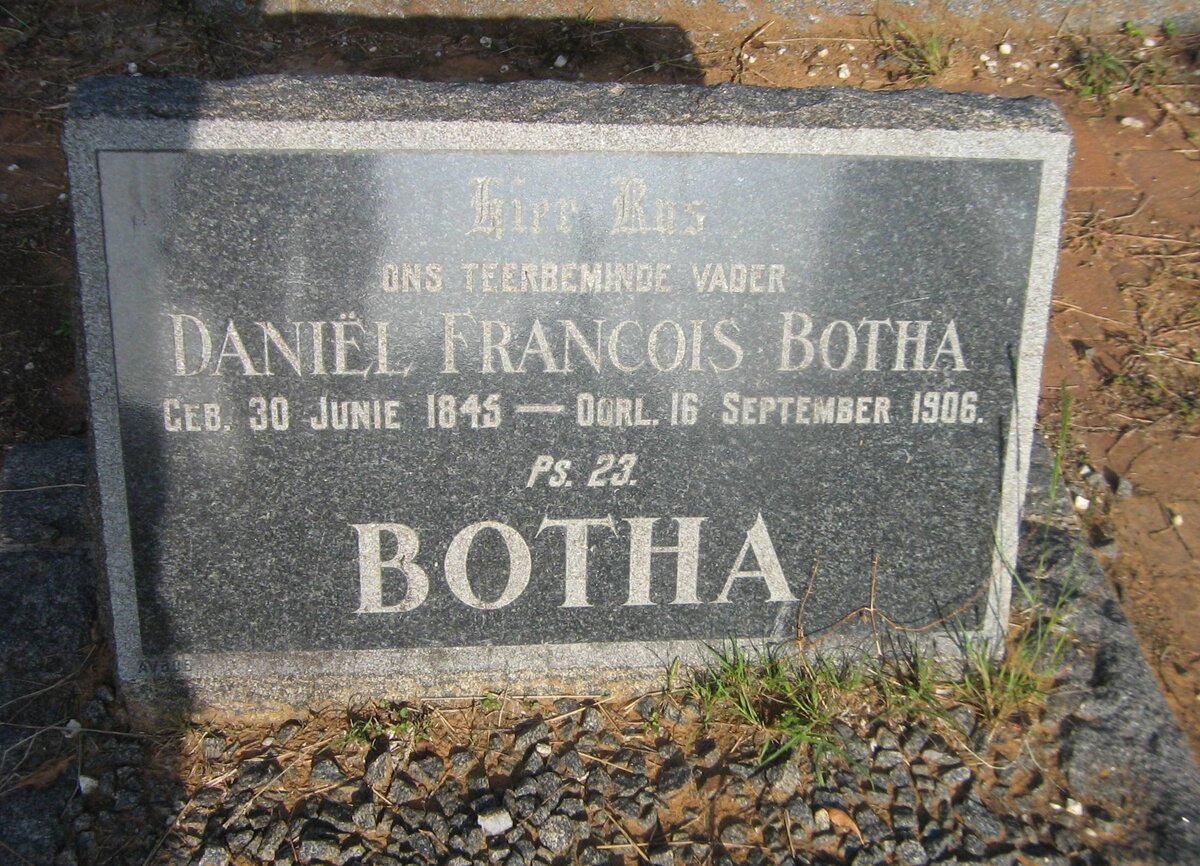 Hier Rus
ONS TEERBEMINDE VADER
DANIËL FRANCOIS BOTHA
GEB. 30 JUNIE 1845 — OORL. 16 SEPTEMBER 1906.
PS. 23.
BOTHA